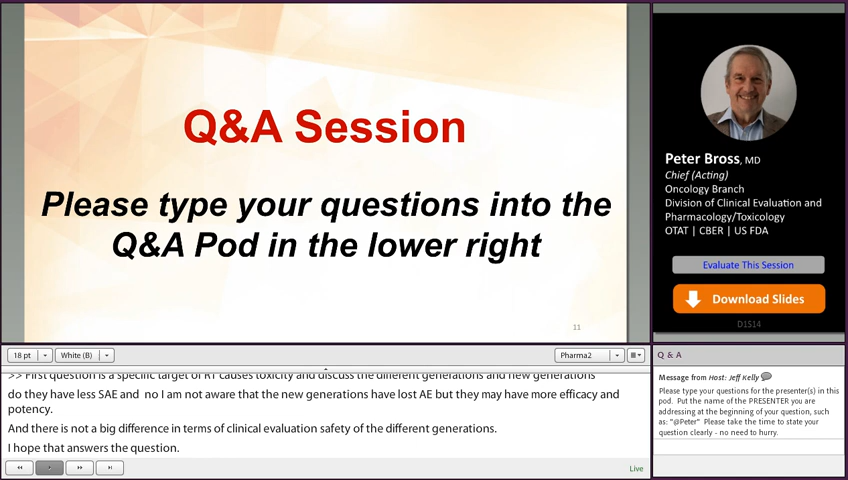 Q&A Session
Please type your questions into the
Q&A Pod in the lower right
11
Peter Bross, MD
Chief (Acting)
Oncology Branch
Division of Clinical Evaluation and
Pharmacology/Toxicology
OTAT | CBER | US FDA
Evaluate This Session
Download Slides
D1S14
18 pt
White (B)
Pharma2
>> First question is a specific target of RT causes toxicity and discuss the different generations and new generations
do they have less SAE and no I am not aware that the new generations have lost AE but they may have more efficacy and
potency.
And there is not a big difference in terms of clinical evaluation safety of the different generations.
I hope that answers the question.
Live
Q & A
Message from Host: Jeff Kelly
Please type your questions for the presenter(s) in this
pod. Put the name of the PRESENTER you are
addressing at the beginning of your question, such
as: "@Peter" Please take the time to state your
question clearly - no need to hurry.